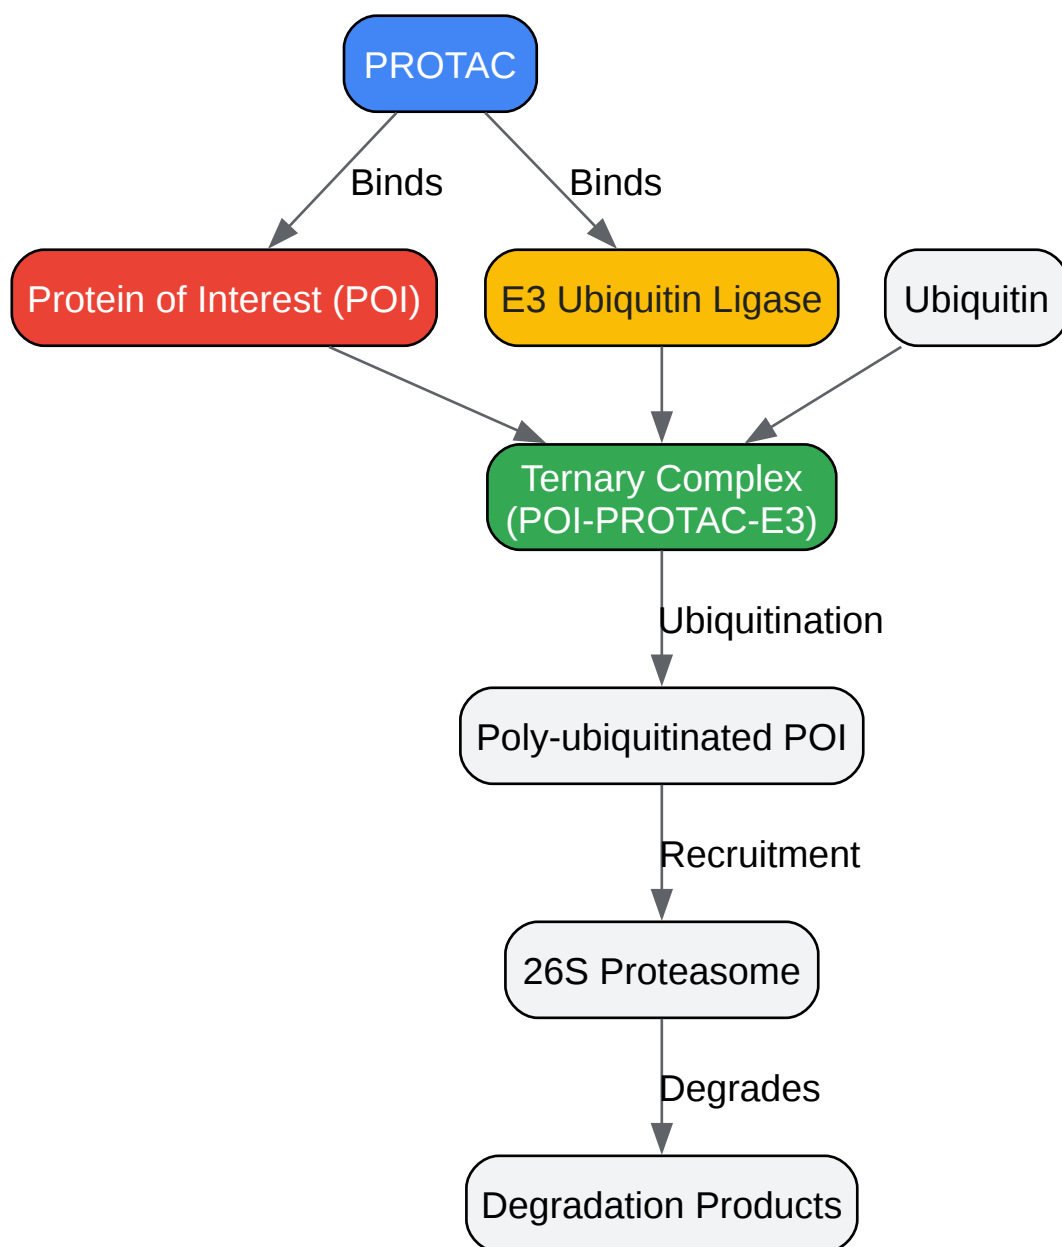 PROTAC
Binds
Binds
Protein of Interest (POI)
E3 Ubiquitin Ligase
Ubiquitin
Ternary Complex
(POI-PROTAC-E3)
Ubiquitination
Poly-ubiquitinated POI
Recruitment
26S Proteasome
Degrades
Degradation Products